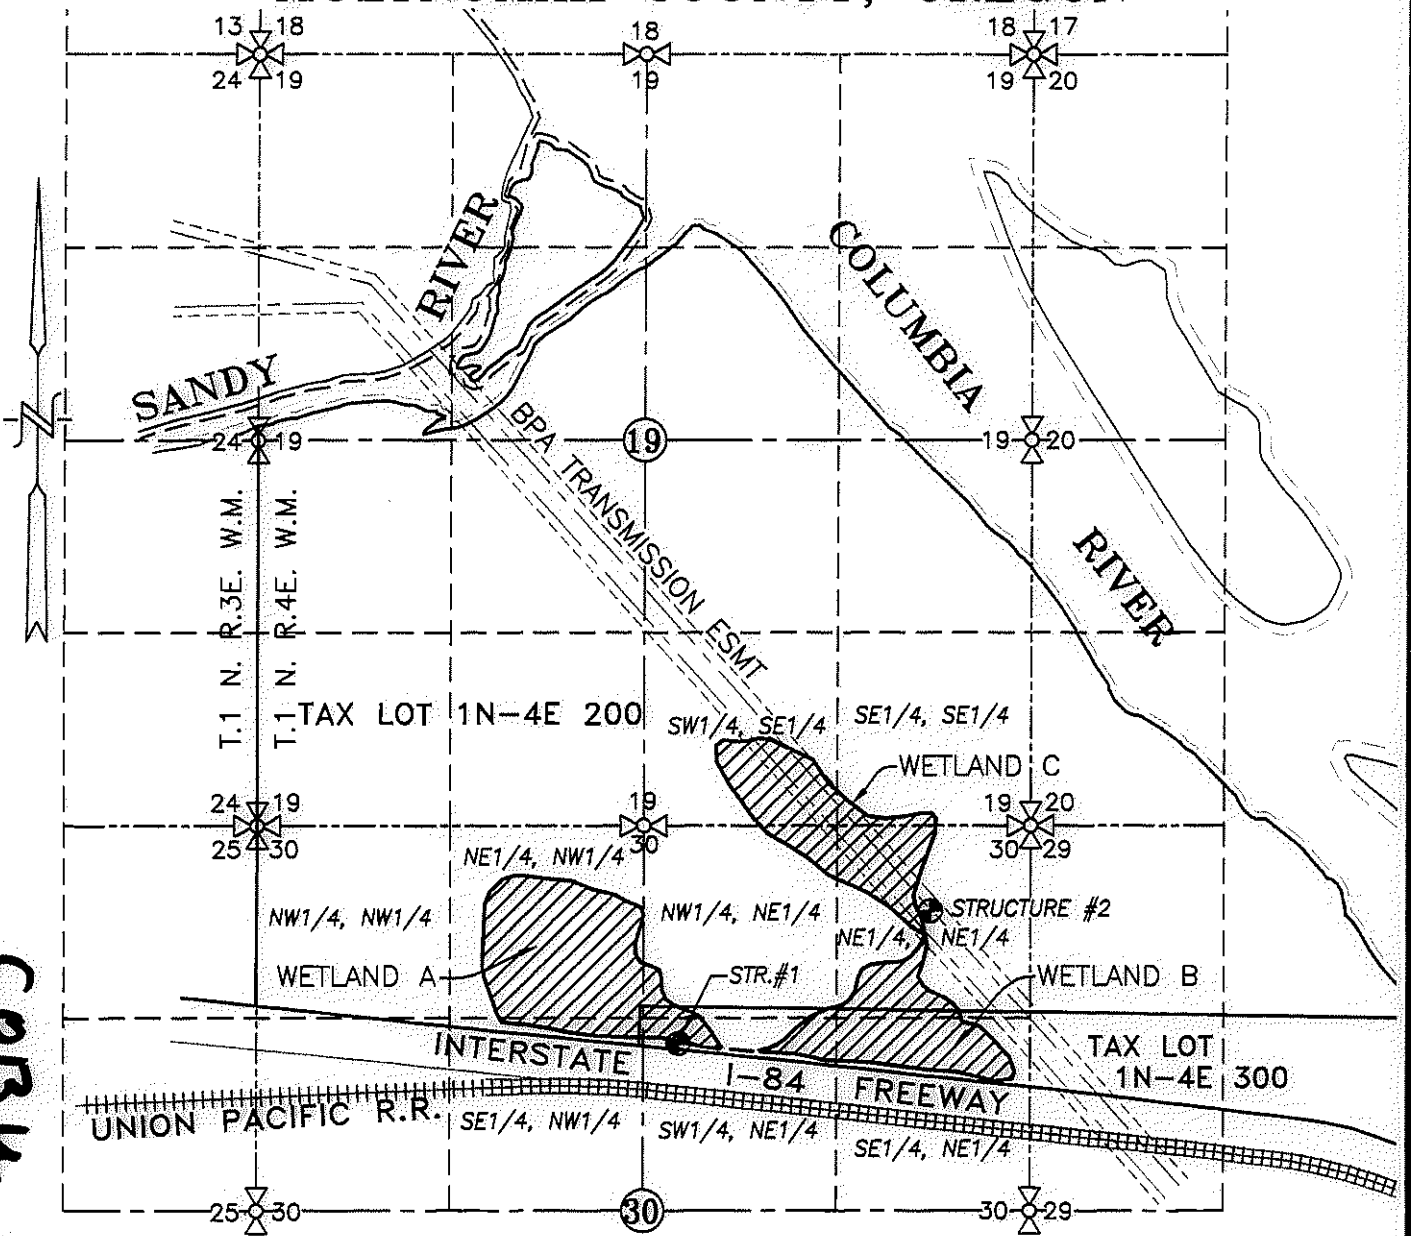 MULTNOMAH COUNTY, OREGON
13 18
24 19
18
19
18 17
19 20
RIVER
SANDY
COLUMBIA
RIVER
N
24 19
19
19 20
BPA TRANSMISSION ESMT
T.1 N. R.3E. W.M.
T.1 N. R.4E. W.M.
TAX LOT 1N-4E 200
SW1/4, SE1/4
SE1/4, SE1/4
WETLAND C
24 19
25 30
19
30
19 20
30 29
NE1/4, NW1/4
NW1/4, NW1/4
NW1/4, NE1/4
STRUCTURE #2
NE1/4, NE1/4
WETLAND A
STR.#1
WETLAND B
INTERSTATE I-84 FREEWAY
TAX LOT
1N-4E 300
UNION PACIFIC R.R.
SE1/4, NW1/4
SW1/4, NE1/4
SE1/4, NE1/4
25 30
30
30 29